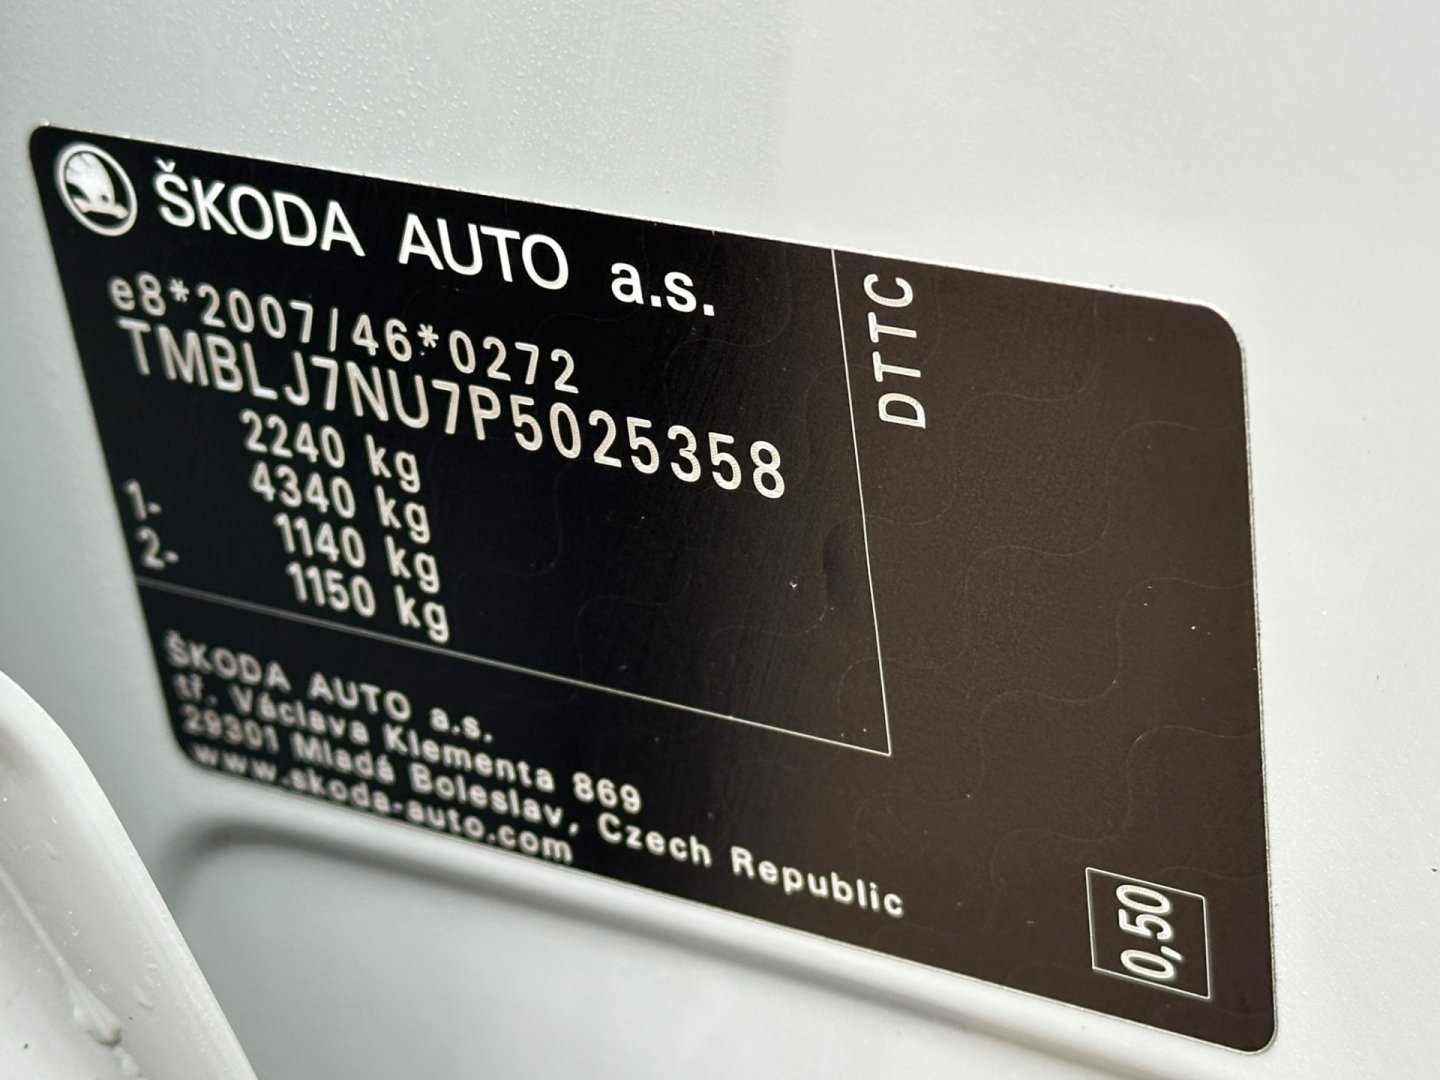 ŠKODA AUTO a.s.
e8*2007/46*0272
TMBLJ7NU7P5025358
2240 kg
4340 kg
1- 1140 kg
2- 1150 kg
DTTC
ŠKODA AUTO a.s.
tř. Václava Klementa 869
29301 Mladá Boleslav, Czech Republic
www.skoda-auto.com
0,50